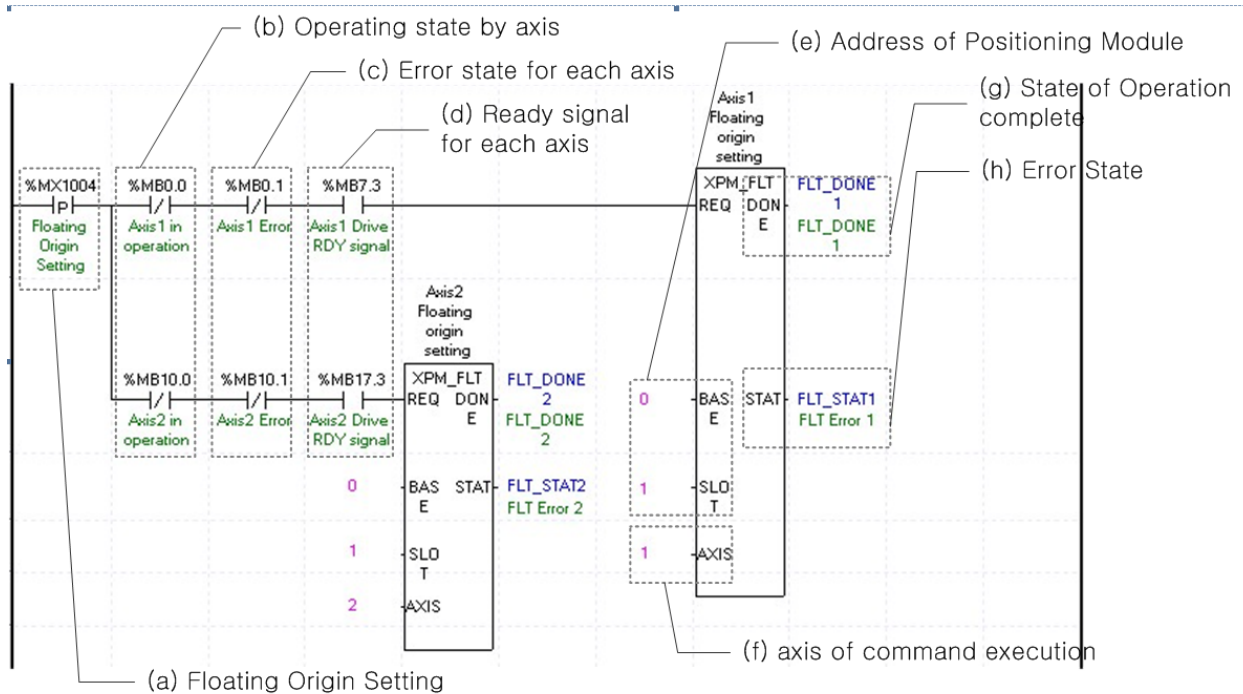 (b) Operating state by axis
(e) Address of Positioning Module
(c) Error state for each axis
(g) State of Operation
complete
(d) Ready signal
for each axis
(h) Error State
Axis1
Floating
origin
setting
%MX1004
P
Floating
Origin
Setting
%MB0.0
Axis1 in
operation
%MB0.1
Axis1 Error
%MB7.3
Axis1 Drive
RDY signal
XPM_FLT
REQ DON
E
FLT_DONE
1
FLT_DONE
1
Axis2
Floating
origin
setting
%MB10.0
Axis2 in
operation
%MB10.1
Axis2 Error
%MB17.3
Axis2 Drive
RDY signal
XPM_FLT
REQ DON
E
FLT_DONE
2
FLT_DONE
2
0
BAS
E
STAT
FLT_STAT1
FLT Error 1
0
BAS
E
STAT
FLT_STAT2
FLT Error 2
1
SLO
T
1
SLO
T
1
AXIS
2
AXIS
(f) axis of command execution
(a) Floating Origin Setting